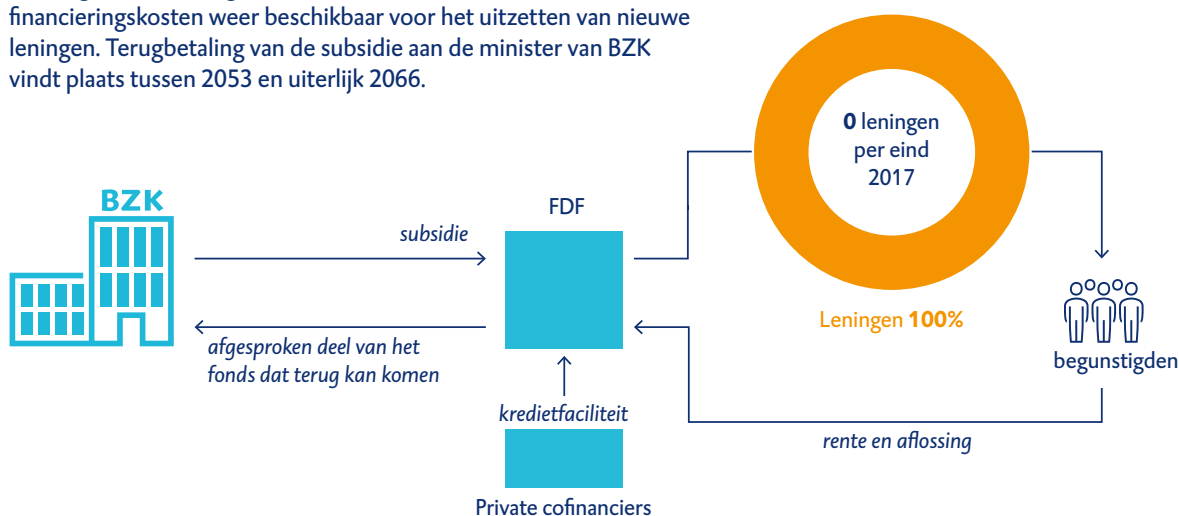 financieringskosten weer beschikbaar voor het uitzetten van nieuwe
leningen. Terugbetaling van de subsidie aan de minister van BZK
vindt plaats tussen 2053 en uiterlijk 2066.
0 leningen
per eind
2017
BZK
FDF
subsidie
Leningen 100%
afgesproken deel van het
fonds dat terug kan komen
begunstigden
kredietfaciliteit
rente en aflossing
Private cofinanciers